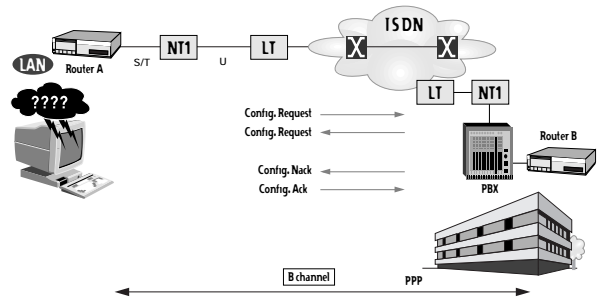 ISDN
NT1
LT
LAN
Router A
S/T
U
????
LT
NT1
Config. Request
Config. Request
Router B
Config. Nack
Config. Ack
PBX
B channel
PPP